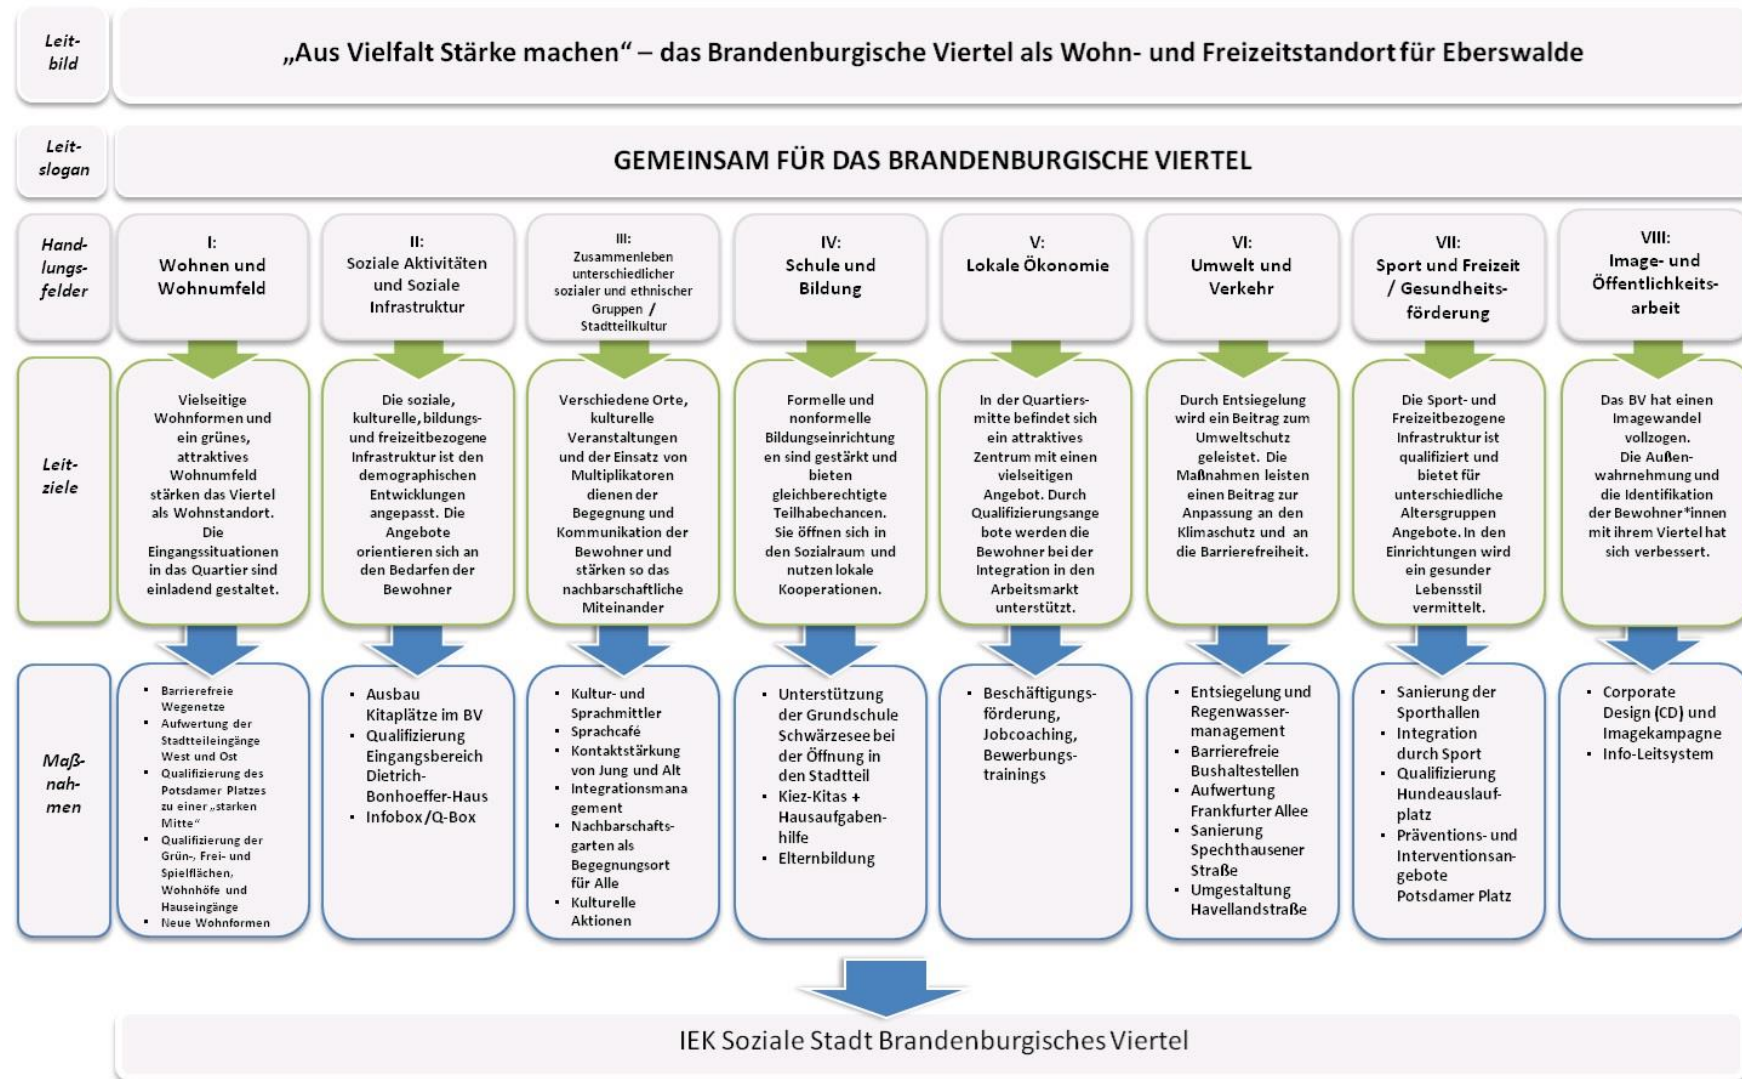 Leit-
bild
„Aus Vielfalt Stärke machen“ – das Brandenburgische Viertel als Wohn- und Freizeitstandort für Eberswalde
Leit-
slogan
GEMEINSAM FÜR DAS BRANDENBURGISCHE VIERTEL
Hand-
lungs-
felder
I:
Wohnen und
Wohnumfeld
II:
Soziale Aktivitäten
und Soziale
Infrastruktur
III:
Zusammenleben
unterschiedlicher
sozialer und ethnischer
Gruppen /
Stadtteilkultur
IV:
Schule und
Bildung
V:
Lokale Ökonomie
VI:
Umwelt und
Verkehr
VII:
Sport und Freizeit
/ Gesundheits-
förderung
VIII:
Image- und
Öffentlichkeits-
arbeit
Leit-
ziele
Vielseitige
Wohnformen und
ein grünes,
attraktives
Wohnumfeld
stärken das Viertel
als Wohnstandort.
Die
Eingangssituationen
in das Quartier sind
einladend gestaltet.
Die soziale,
kulturelle, bildungs-
und freizeitbezogene
Infrastruktur ist den
demographischen
Entwicklungen
angepasst. Die
Angebote
orientieren sich an
den Bedarfen der
Bewohner
Verschiedene Orte,
kulturelle
Veranstaltungen
und der Einsatz von
Multiplikatoren
dienen der
Begegnung und
Kommunikation der
Bewohner und
stärken so das
nachbarschaftliche
Miteinander
Formelle und
nonformelle
Bildungseinrichtung
en sind gestärkt und
bieten
gleichberechtigte
Teilhabechancen.
Sie öffnen sich in
den Sozialraum und
nutzen lokale
Kooperationen.
In der Quartiers-
mitte befindet sich
ein attraktives
Zentrum mit einen
vielseitigen
Angebot. Durch
Qualifizierungsange
bote werden die
Bewohner bei der
Integration in den
Arbeitsmarkt
unterstützt.
Durch Entsiegelung
wird ein Beitrag zum
Umweltschutz
geleistet. Die
Maßnahmen leisten
einen Beitrag zur
Anpassung an den
Klimaschutz und an
die Barrierefreiheit.
Die Sport- und
Freizeitbezogene
Infrastruktur ist
qualifiziert und
bietet für
unterschiedliche
Altersgruppen
Angebote. In den
Einrichtungen wird
ein gesunder
Lebensstil
vermittelt.
Das BV hat einen
Imagewandel
vollzogen.
Die Außen-
wahrnehmung und
die Identifikation
der Bewohner*innen
mit ihrem Viertel hat
sich verbessert.
Maß-
nah-
men
▪ Barrierefreie
Wegenetze
▪ Aufwertung der
Stadtteileingänge
West und Ost
▪ Qualifizierung des
Potsdamer Platzes
zu einer „starken
Mitte“
▪ Qualifizierung der
Grün-, Frei- und
Spielflächen,
Wohnhöfe und
Hauseingänge
▪ Neue Wohnformen
▪ Ausbau
Kitaplätze im BV
▪ Qualifizierung
Eingangsbereich
Dietrich-
Bonhoeffer-Haus
▪ Infobox/Q-Box
▪ Kultur- und
Sprachmittler
▪ Sprachcafé
▪ Kontaktstärkung
von Jung und Alt
▪ Integrationsmana
gement
▪ Nachbarschafts-
garten als
Begegnungsort
für Alle
▪ Kulturelle
Aktionen
▪ Unterstützung
der Grundschule
Schwärzesee bei
der Öffnung in
den Stadtteil
▪ Kiez-Kitas +
Hausaufgaben-
hilfe
▪ Elternbildung
▪ Beschäftigungs-
förderung,
Jobcoaching,
Bewerbungs-
trainings
▪ Entsiegelung und
Regenwasser-
management
▪ Barrierefreie
Bushaltestellen
▪ Aufwertung
Frankfurter Allee
▪ Sanierung
Spechthausener
Straße
▪ Umgestaltung
Havellandstraße
▪ Sanierung der
Sporthallen
▪ Integration
durch Sport
▪ Qualifizierung
Hundeauslauf-
platz
▪ Präventions- und
Interventionsan-
gebote
Potsdamer Platz
▪ Corporate
Design (CD) und
Imagekampagne
▪ Info-Leitsystem
IEK Soziale Stadt Brandenburgisches Viertel